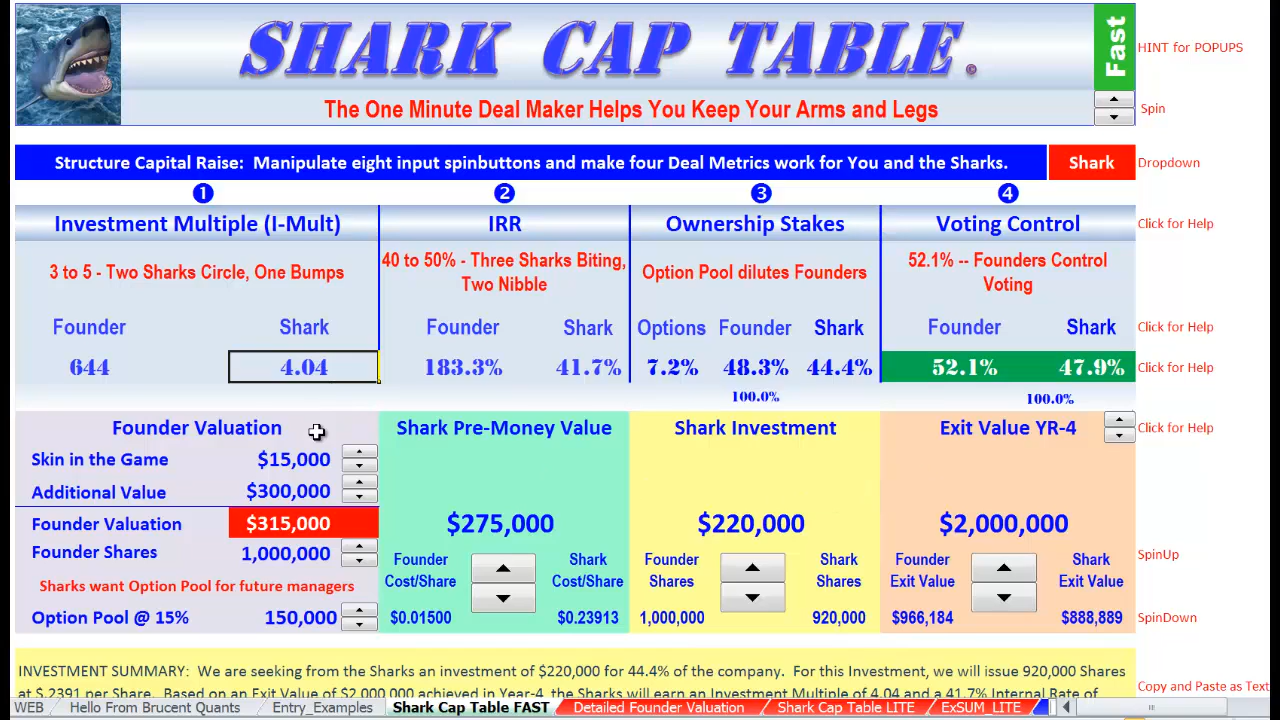 SHARK CAP TABLE.©
Fast
HINT for POPUPS
The One Minute Deal Maker Helps You Keep Your Arms and Legs
Spin
Structure Capital Raise: Manipulate eight input spinbuttons and make four Deal Metrics work for You and the Sharks.
Shark
Dropdown
❶ ❷ ❸ ❹
Investment Multiple (I-Mult) IRR Ownership Stakes Voting Control Click for Help
3 to 5 - Two Sharks Circle, One Bumps
40 to 50% - Three Sharks Biting,
Two Nibble
Option Pool dilutes Founders
52.1% -- Founders Control
Voting
Founder Shark Founder Shark Options Founder Shark Founder Shark Click for Help
644 4.04 183.3% 41.7% 7.2% 48.3% 44.4% 52.1% 47.9% Click for Help
100.0% 100.0%
Founder Valuation Shark Pre-Money Value Shark Investment Exit Value YR-4 Click for Help
Skin in the Game $15,000
Additional Value $300,000
Founder Valuation $315,000 $275,000 $220,000 $2,000,000
Founder Shares 1,000,000
SpinUp
Founder
Cost/Share
Shark
Cost/Share
Founder
Shares
Shark
Shares
Founder
Exit Value
Shark
Exit Value
Sharks want Option Pool for future managers
Option Pool @ 15% 150,000 $0.01500 $0.23913 1,000,000 920,000 $966,184 $888,889 SpinDown
INVESTMENT SUMMARY: We are seeking from the Sharks an investment of $220,000 for 44.4% of the company. For this Investment, we will issue 920,000 Shares
at $.2391 per Share. Based on an Exit Value of $2,000,000 achieved in Year-4, the Sharks will earn an Investment Multiple of 4.04 and a 41.7% Internal Rate of
Copy and Paste as Text
WEB Hello From Brucent Quants Entry_Examples Shark Cap Table FAST Detailed Founder Valuation Shark Cap Table LITE ExSUM_LITE